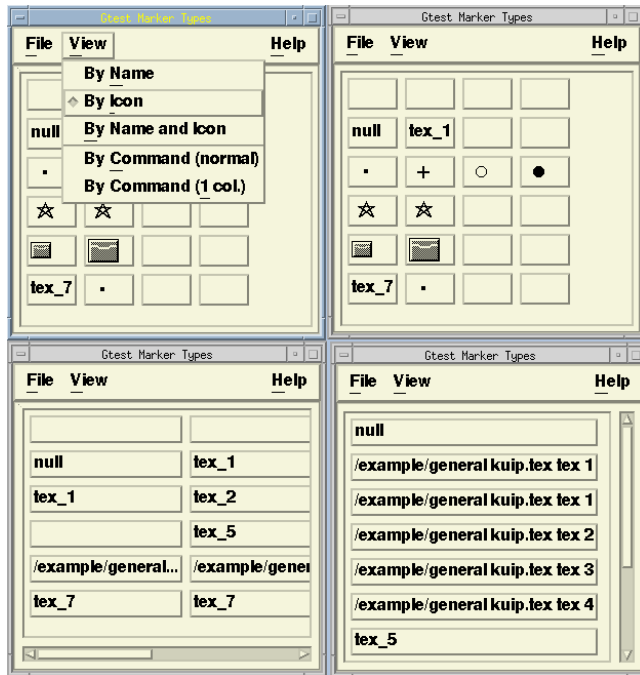 Gtest Marker Types
File View Help
By Name
By Icon
By Name and Icon
By Command (normal)
By Command (1 col.)
null
tex_7
Gtest Marker Types
File View Help
null tex_1
tex_7
Gtest Marker Types
File View Help
null tex_1
tex_1 tex_2
tex_5
/example/general... /example/gener
tex_7 tex_7
Gtest Marker Types
File View Help
null
/example/general kuip.tex tex 1
/example/general kuip.tex tex 1
/example/general kuip.tex tex 2
/example/general kuip.tex tex 3
/example/general kuip.tex tex 4
tex_5